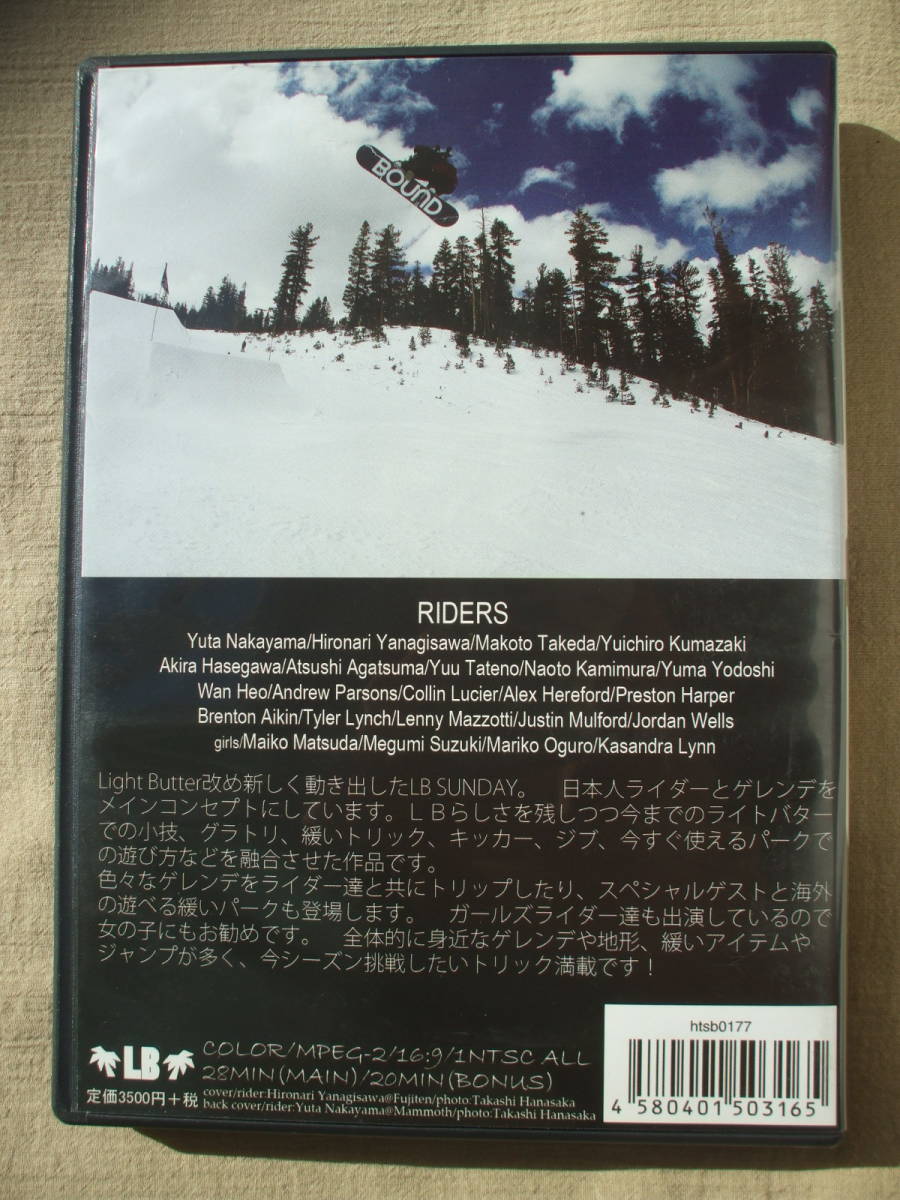 BOUND
RIDERS
Yuta Nakayama/Hironari Yanagisawa/Makoto Takeda/Yuichiro Kumazaki
Akira Hasegawa/Atsushi Agatsuma/Yuu Tateno/Naoto Kamimura/Yuma Yodoshi
Wan Heo/Andrew Parsons/Collin Lucier/Alex Hereford/Preston Harper
Brenton Aikin/Tyler Lynch/Lenny Mazzotti/Justin Mulford/Jordan Wells
girls/Maiko Matsuda/Megumi Suzuki/Mariko Oguro/Kasandra Lynn
Light Butter改め新しく動き出したLB SUNDAY。　日本人ライダーとゲレンデを
メインコンセプトにしています。ＬＢらしさを残しつつ今までのライトバター
での小技、グラトリ、緩いトリック、キッカー、ジブ、今すぐ使えるパークで
の遊び方などを融合させた作品です。
色々なゲレンデをライダー達と共にトリップしたり、スペシャルゲストと海外
の遊べる緩いパークも登場します。　ガールズライダー達も出演しているので
女の子にもお勧めです。　全体的に身近なゲレンデや地形、緩いアイテムや
ジャンプが多く、今シーズン挑戦したいトリック満載です！
LB
COLOR/MPEG-2/16:9/1NTSC ALL
28MIN(MAIN)/20MIN(BONUS)
定価3500円＋税
cover/rider:Hironari Yanagisawa@Fujiten/photo:Takashi Hanasaka
back cover/rider:Yuta Nakayama@Mammoth/photo:Takashi Hanasaka
htsb0177
4 580401 503165